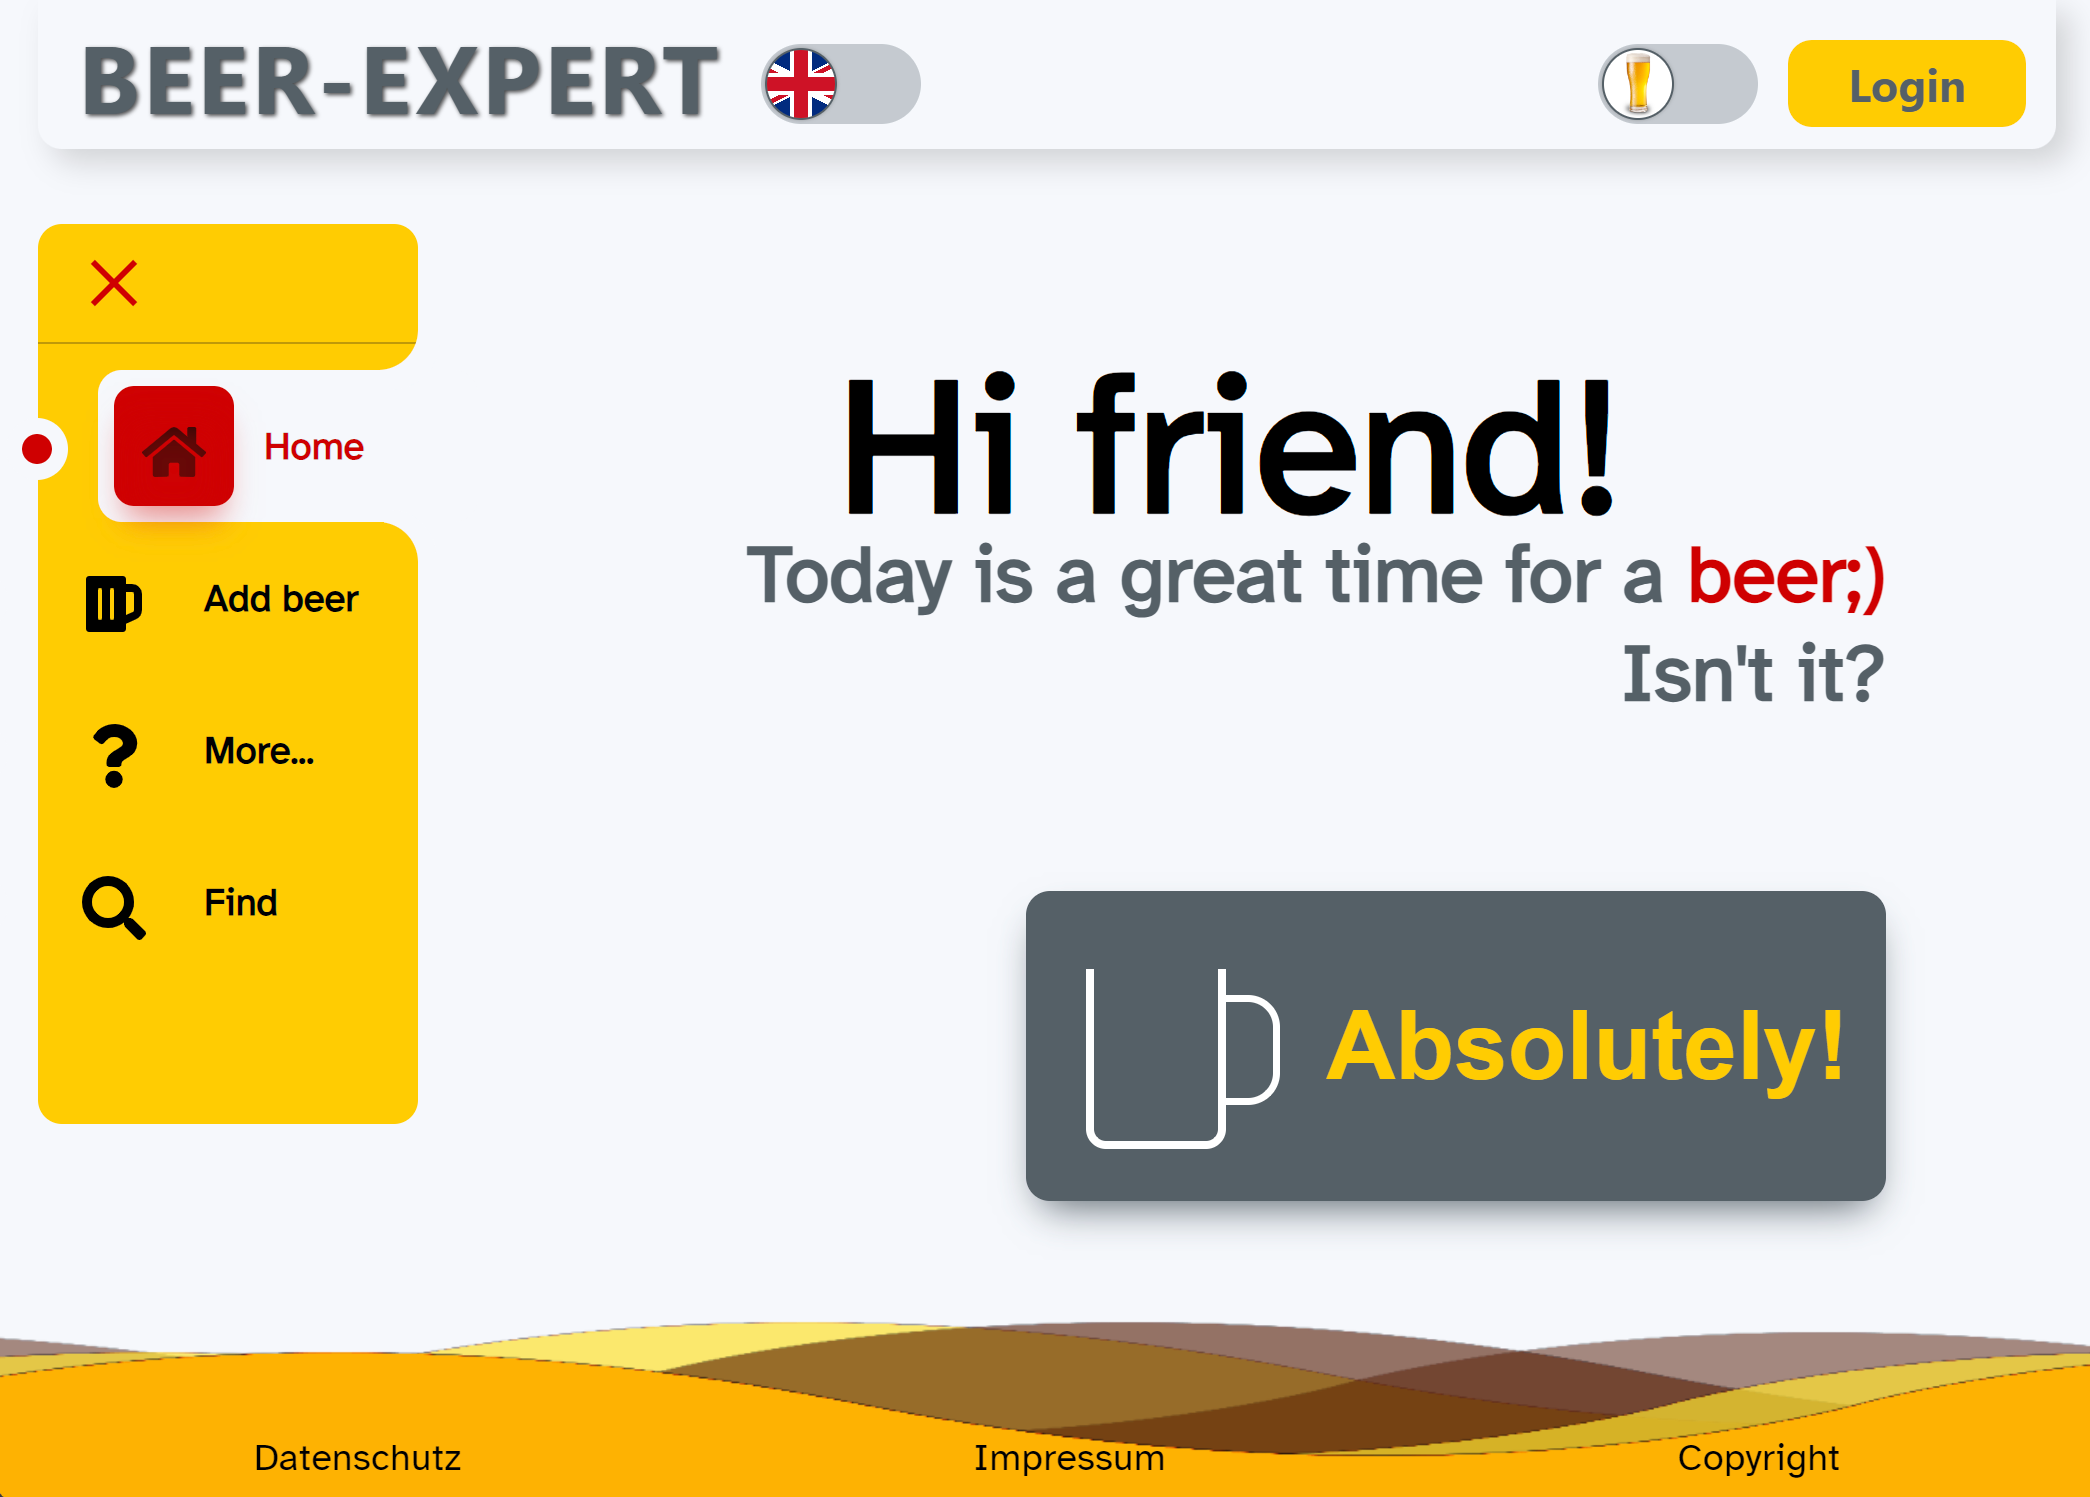 BEER-EXPERT
Login
Home
Add beer
More...
Find
Hi friend!
Today is a great time for a beer;)
Isn't it?
Absolutely!
Datenschutz
Impressum
Copyright